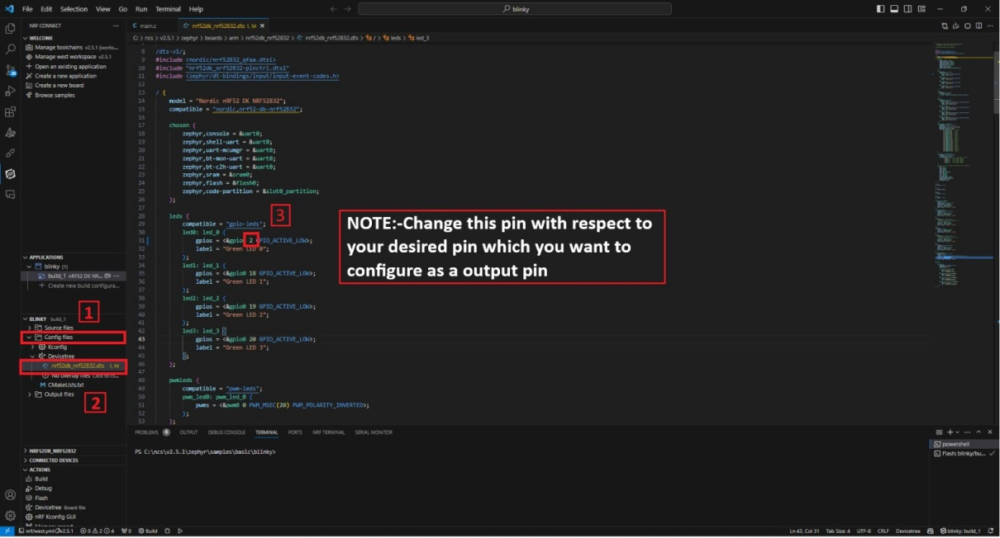 File Edit Selection View Go Run Terminal Help
blinky
NRF CONNECT
WELCOME
Manage toolchains v2.5.1 (works...
Manage west workspace v2.5.1
Open an existing application
Create a new application
Create a new board
Browse samples
APPLICATIONS
blinky (1)
build_1 nRF52 DK NR...
Create new build configura...
1
BLINKY build_1
Source files
Config files
Kconfig
Devicetree
nrf52dk_nrf52832.dts 1, M
No overlay files Click to cr...
M CMakeLists.txt
Output files
2
NRF52DK_NRF52832
CONNECTED DEVICES
ACTIONS
Build
Debug
Flash
Devicetree Board file
nRF Kconfig GUI
C main.c
nrf52dk_nrf52832.dts 1, M
C: > ncs > v2.5.1 > zephyr > boards > arm > nrf52dk_nrf52832 > nrf52dk_nrf52832.dts > / > leds > led_3
8 /dts-v1/;
9 #include <nordic/nrf52832_qfaa.dtsi>
10 #include "nrf52dk_nrf52832-pinctrl.dtsi"
11 #include <zephyr/dt-bindings/input/input-event-codes.h>
12
13 / {
14 model = "Nordic nRF52 DK NRF52832";
15 compatible = "nordic,nrf52-dk-nrf52832";
16
17 chosen {
18 zephyr,console = &uart0;
19 zephyr,shell-uart = &uart0;
20 zephyr,uart-mcumgr = &uart0;
21 zephyr,bt-mon-uart = &uart0;
22 zephyr,bt-c2h-uart = &uart0;
23 zephyr,sram = &sram0;
24 zephyr,flash = &flash0;
25 zephyr,code-partition = &slot0_partition;
26 };
27
28 leds {
29 compatible = "gpio-leds";
30 led0: led_0 {
31 gpios = <&gpio 2 PIO_ACTIVE_LOW>;
32 label = "Green LED 0";
33 };
34 led1: led_1 {
35 gpios = <&gpio0 18 GPIO_ACTIVE_LOW>;
36 label = "Green LED 1";
37 };
38 led2: led_2 {
39 gpios = <&gpio0 19 GPIO_ACTIVE_LOW>;
40 label = "Green LED 2";
41 };
42 led3: led_3 {
43 gpios = <&gpio0 20 GPIO_ACTIVE_LOW>;
44 label = "Green LED 3";
45 };
46 };
47
48 pwmleds {
49 compatible = "pwm-leds";
50 pwm_led0: pwm_led_0 {
51 pwms = <&pwm0 0 PWM_MSEC(20) PWM_POLARITY_INVERTED>;
52 };
53 };
3
NOTE:-Change this pin with respect to
your desired pin which you want to
configure as a output pin
PROBLEMS 6 OUTPUT DEBUG CONSOLE TERMINAL PORTS NRF TERMINAL SERIAL MONITOR
PS C:\ncs\v2.5.1\zephyr\samples\basic\blinky>
powershell
Flash: blinky/bu...
nrf/west.yml v2.5.1 0 2 4 0 Build
Ln 43, Col 31 Tab Size: 4 UTF-8 CRLF Devicetree blinky: build_1